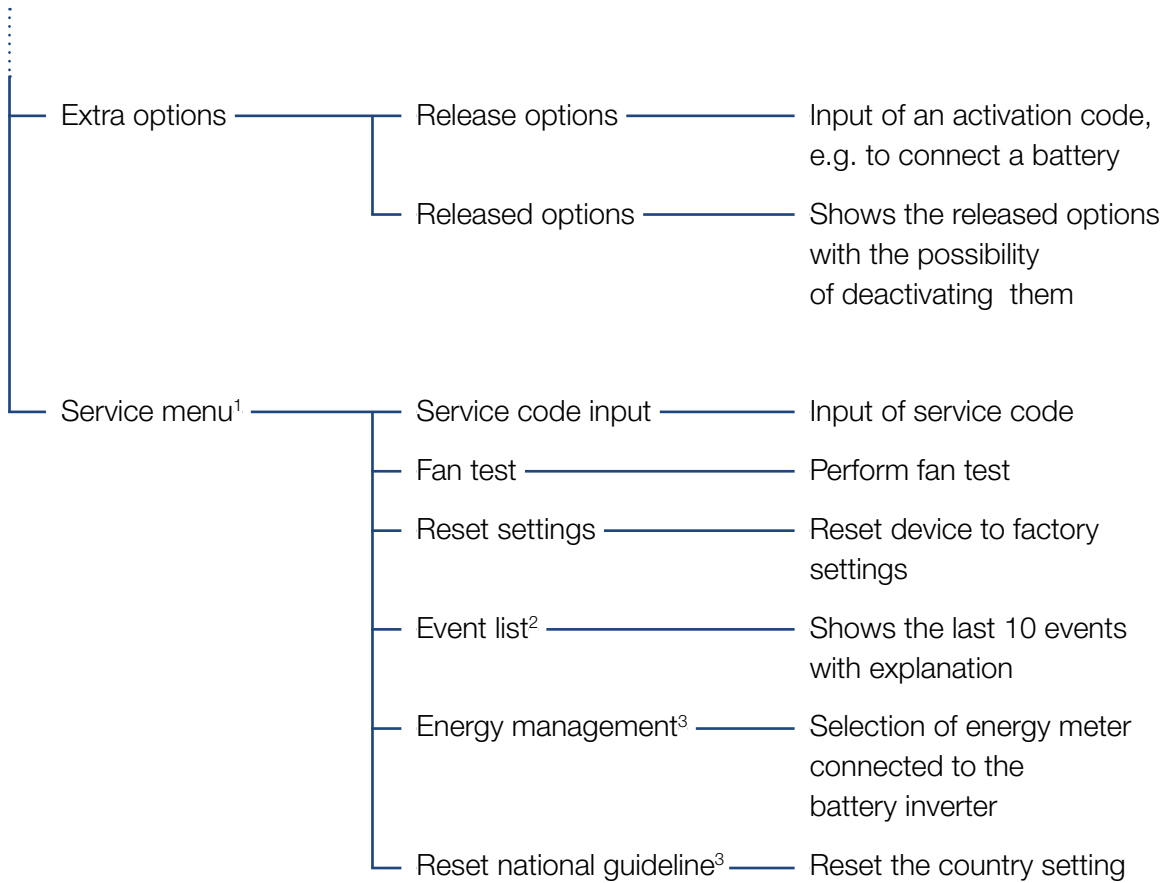 Extra options
Release options
Input of an activation code,
e.g. to connect a battery
Released options
Shows the released options
with the possibility
of deactivating them
Service menu¹
Service code input
Input of service code
Fan test
Perform fan test
Reset settings
Reset device to factory
settings
Event list²
Shows the last 10 events
with explanation
Energy management³
Selection of energy meter
connected to the
battery inverter
Reset national guideline³
Reset the country setting